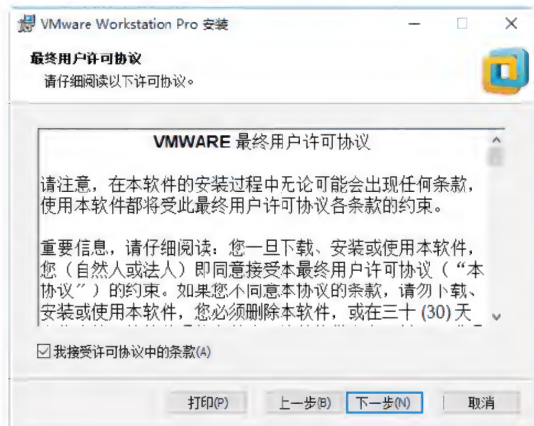 VMware Workstation Pro 安装
最终用户许可协议
请仔细阅读以下许可协议。
VMWARE 最终用户许可协议
请注意，在本软件的安装过程中无论可能会出现任何条款，
使用本软件都将受此最终用户许可协议各条款的约束。
重要信息，请仔细阅读：您一旦下载、安装或使用本软件，
您（自然人或法人）即同意接受本最终用户许可协议（“本
协议”）的约束。如果您不同意本协议的条款，请勿下载、
安装或使用本软件，您必须删除本软件，或在三十 (30) 天
我接受许可协议中的条款(A)
打印(P) 上一步(B) 下一步(N) 取消